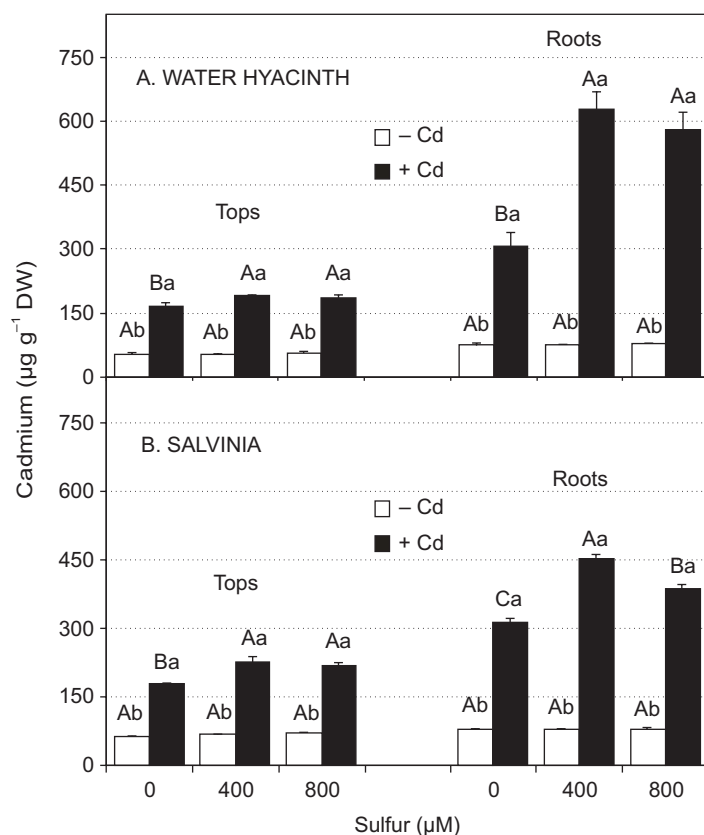 Roots
750
A. WATER HYACINTH
Aa
Aa
600
– Cd
+ Cd
450
Tops
Ba
300
Ba
Aa
Aa
150
Ab
Ab
Ab
Ab
Ab
Ab
0
Cadmium (µg g⁻¹ DW)
750
B. SALVINIA
Roots
600
– Cd
+ Cd
Aa
450
Tops
Ba
Ca
300
Ba
Aa
Aa
150
Ab
Ab
Ab
Ab
Ab
Ab
0
0 400 800 0 400 800
Sulfur (µM)